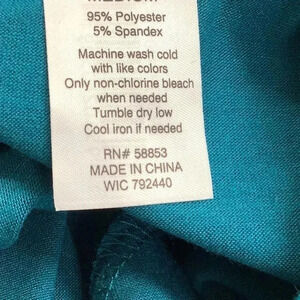 MEDIUM
95% Polyester
5% Spandex
Machine wash cold
with like colors
Only non-chlorine bleach
when needed
Tumble dry low
Cool iron if needed
RN# 58853
MADE IN CHINA
WIC 792440